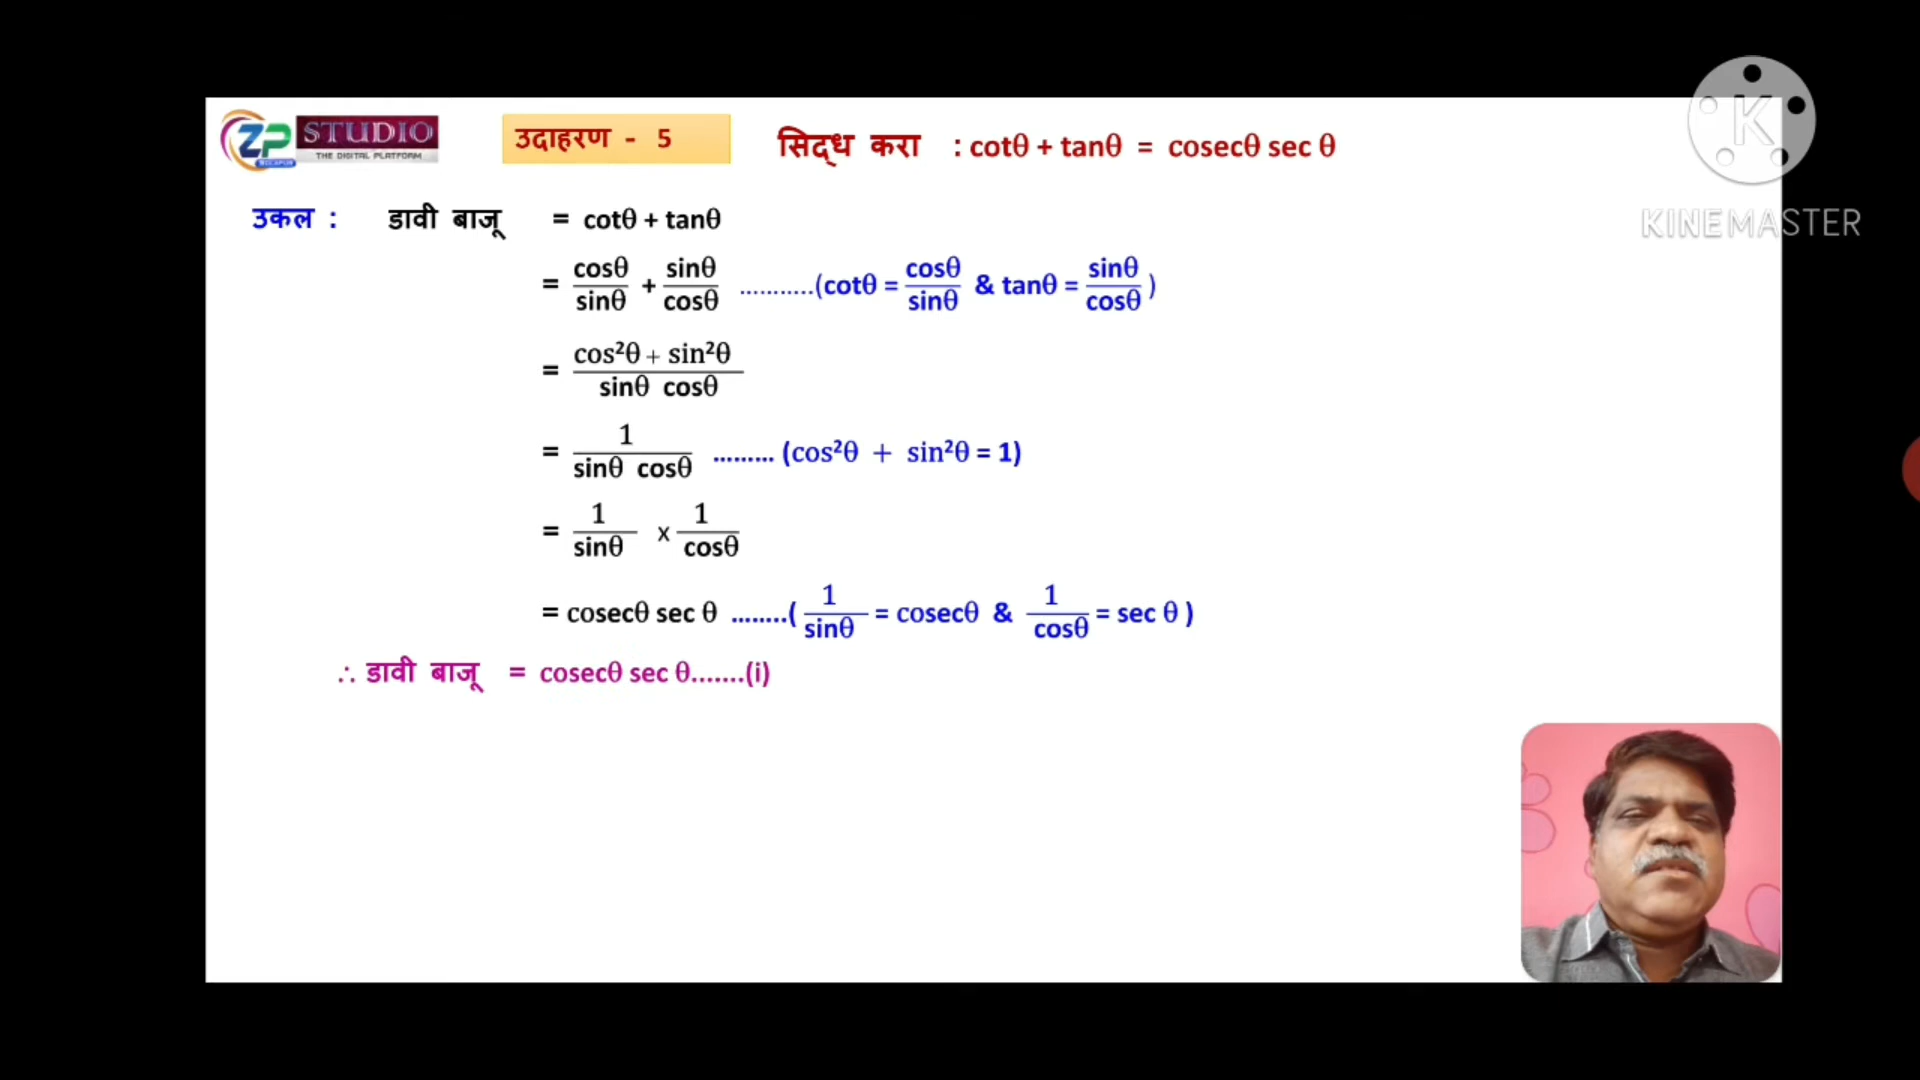 ZP STUDIO
THE DIGITAL PLATFORM
SOLAPUR
उदाहरण - 5
सिद्ध करा : cotθ + tanθ = cosecθ sec θ
K
KINEMASTER
उकल : डावी बाजू = cotθ + tanθ
= cosθ/sinθ + sinθ/cosθ ...........(cotθ = cosθ/sinθ & tanθ = sinθ/cosθ )
= cos²θ + sin²θ / sinθ cosθ
= 1/sinθ cosθ ......... (cos²θ + sin²θ = 1)
= 1/sinθ x 1/cosθ
= cosecθ sec θ ........( 1/sinθ = cosecθ & 1/cosθ = sec θ )
∴ डावी बाजू = cosecθ sec θ.......(i)